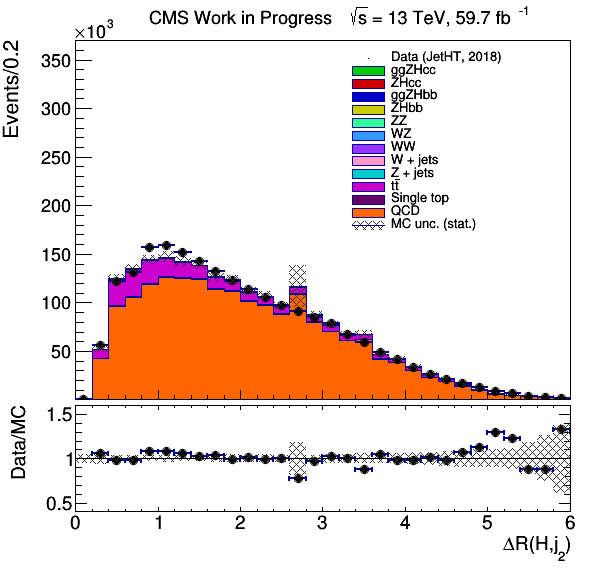 CMS Work in Progress √s = 13 TeV, 59.7 fb⁻¹
×10³
Events/0.2
350
300
250
200
150
100
50
Data (JetHT, 2018)
ggZHcc
ZHcc
ggZHbb
ZHbb
ZZ
WZ
WW
W + jets
Z + jets
tt̄
Single top
QCD
MC unc. (stat.)
Data/MC
1.5
1
0.5
0 1 2 3 4 5 6
ΔR(H,j₂)